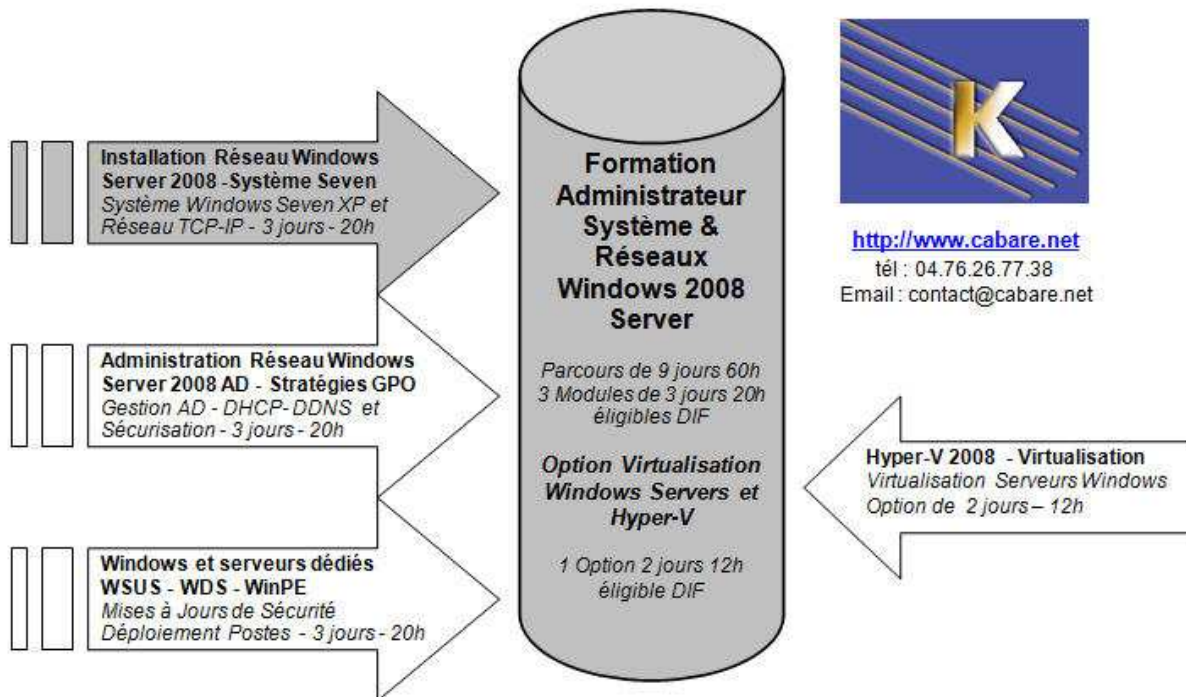 Installation Réseau Windows
Server 2008 - Système Seven
Système Windows Seven XP et
Réseau TCP-IP - 3 jours - 20h
Administration Réseau Windows
Server 2008 AD - Stratégies GPO
Gestion AD - DHCP- DDNS et
Sécurisation - 3 jours - 20h
Windows et serveurs dédiés
WSUS - WDS - WinPE
Mises à Jours de Sécurité
Déploiement Postes - 3 jours - 20h
Formation
Administrateur
Système &
Réseaux
Windows 2008
Server
Parcours de 9 jours 60h
3 Modules de 3 jours 20h
éligibles DIF
Option Virtualisation
Windows Servers et
Hyper-V
1 Option 2 jours 12h
éligible DIF
K
http://www.cabare.net
tél : 04.76.26.77.38
Email : contact@cabare.net
Hyper-V 2008 - Virtualisation
Virtualisation Serveurs Windows
Option de 2 jours – 12h